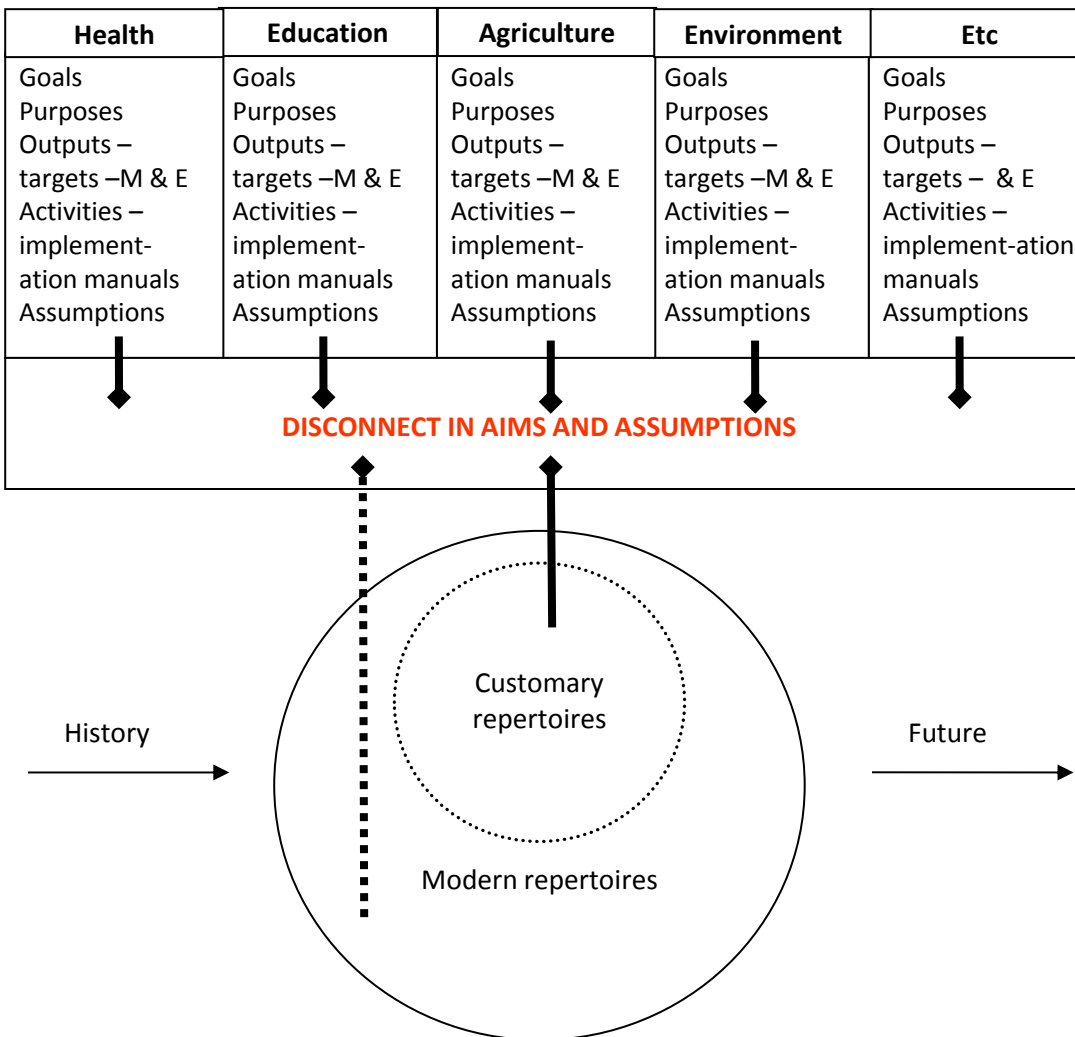 Health
Goals
Purposes
Outputs –
targets –M & E
Activities –
implement-
ation manuals
Assumptions
Education
Goals
Purposes
Outputs –
targets –M & E
Activities –
implement-
ation manuals
Assumptions
Agriculture
Goals
Purposes
Outputs –
targets –M & E
Activities –
implement-
ation manuals
Assumptions
Environment
Goals
Purposes
Outputs –
targets –M & E
Activities –
implement-
ation manuals
Assumptions
Etc
Goals
Purposes
Outputs –
targets – & E
Activities –
implement-ation
manuals
Assumptions
DISCONNECT IN AIMS AND ASSUMPTIONS
Customary
repertoires
History
Future
Modern repertoires